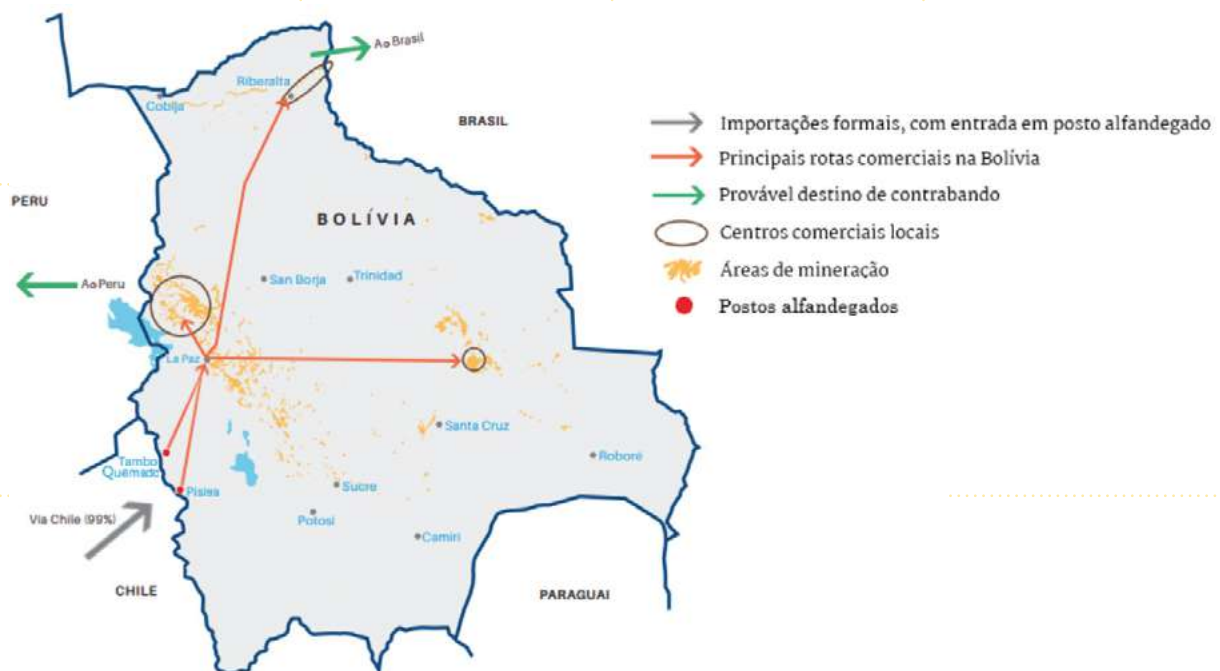 Ao Brasil
Riberalta
Cobija
BRASIL
PERU
BOLÍVIA
San Borja
Trinidad
Ao Peru
La Paz
Santa Cruz
Tambo
Quemado
Roboré
Pisiga
Sucre
Via Chile (99%)
Potosi
Camiri
CHILE
PARAGUAI
Importações formais, com entrada em posto alfandegado
Principais rotas comerciais na Bolívia
Provável destino de contrabando
Centros comerciais locais
Áreas de mineração
Postos alfandegados